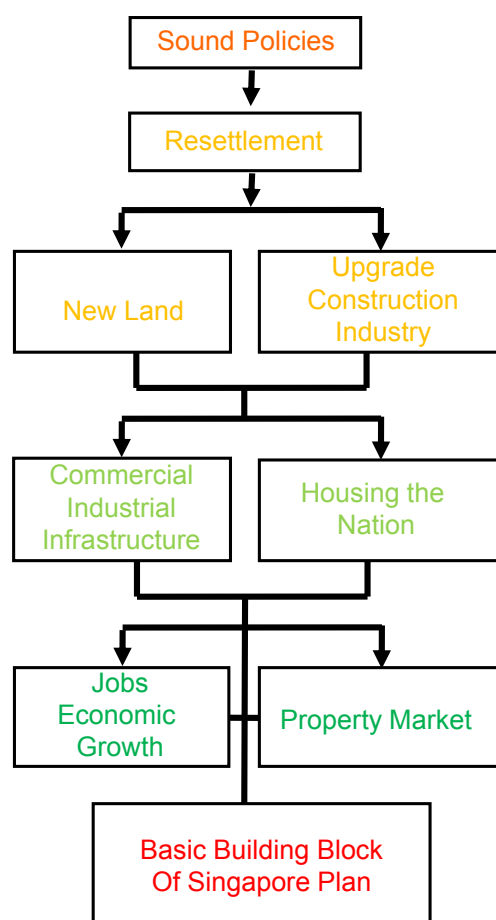 Sound Policies
Resettlement
New Land
Upgrade
Construction
Industry
Commercial
Industrial
Infrastructure
Housing the
Nation
Jobs
Economic
Growth
Property Market
Basic Building Block
Of Singapore Plan